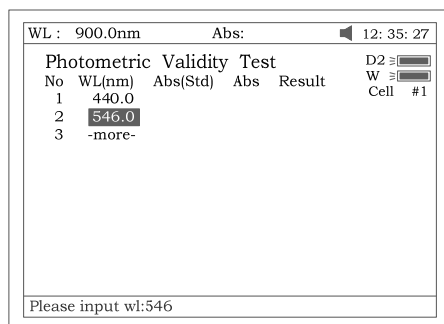 WL : 900.0nm Abs: 12: 35: 27
Photometric Validity Test
D2
No WL(nm) Abs(Std) Abs Result
W
1 440.0
Cell #1
2 546.0
3 -more-
Please input wl:546